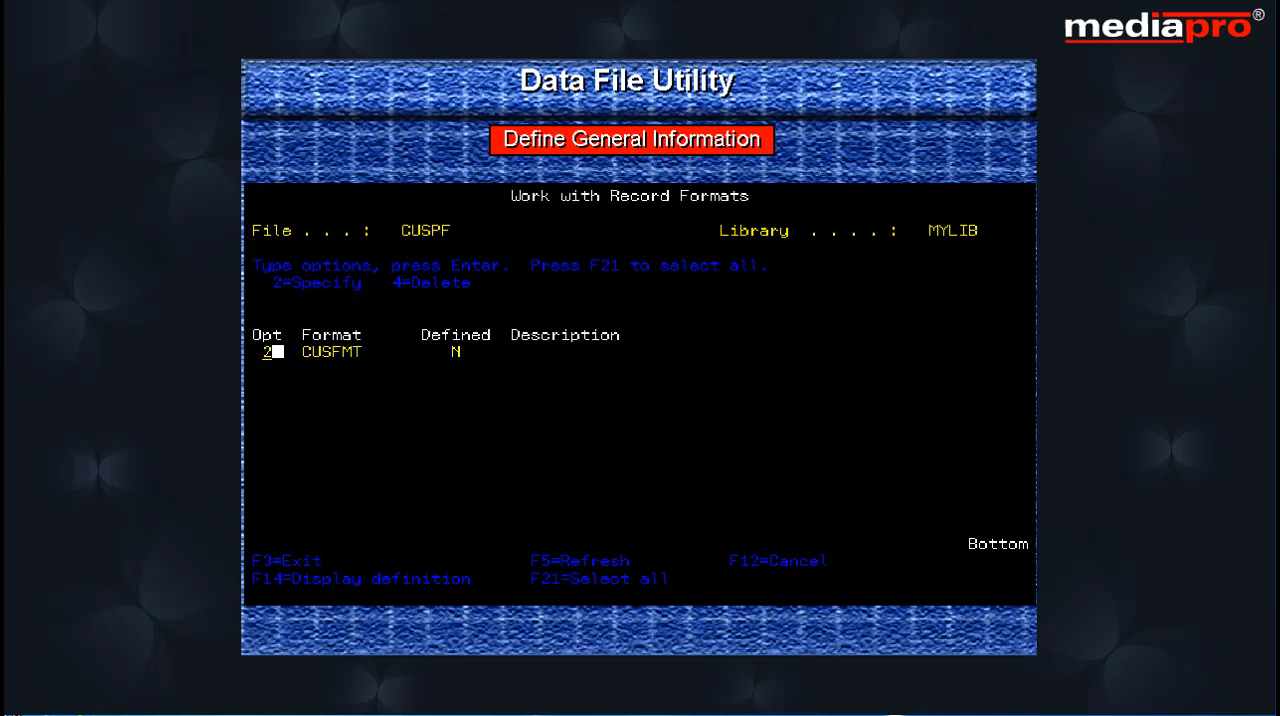 mediapro®
Data File Utility
Define General Information
Work with Record Formats
File . . . : CUSPF Library . . . . : MYLIB
Type options, press Enter. Press F21 to select all.
2=Specify 4=Delete
Opt Format Defined Description
2 CUSFMT N
Bottom
F3=Exit F5=Refresh F12=Cancel
F14=Display definition F21=Select all